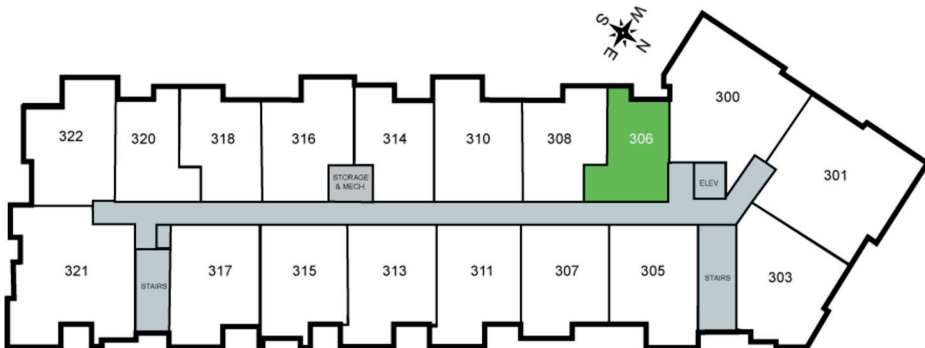 W
S
N
E
300
322
320
318
316
314
310
308
306
301
STORAGE
& MECH.
ELEV
321
317
315
313
311
307
305
303
STAIRS
STAIRS